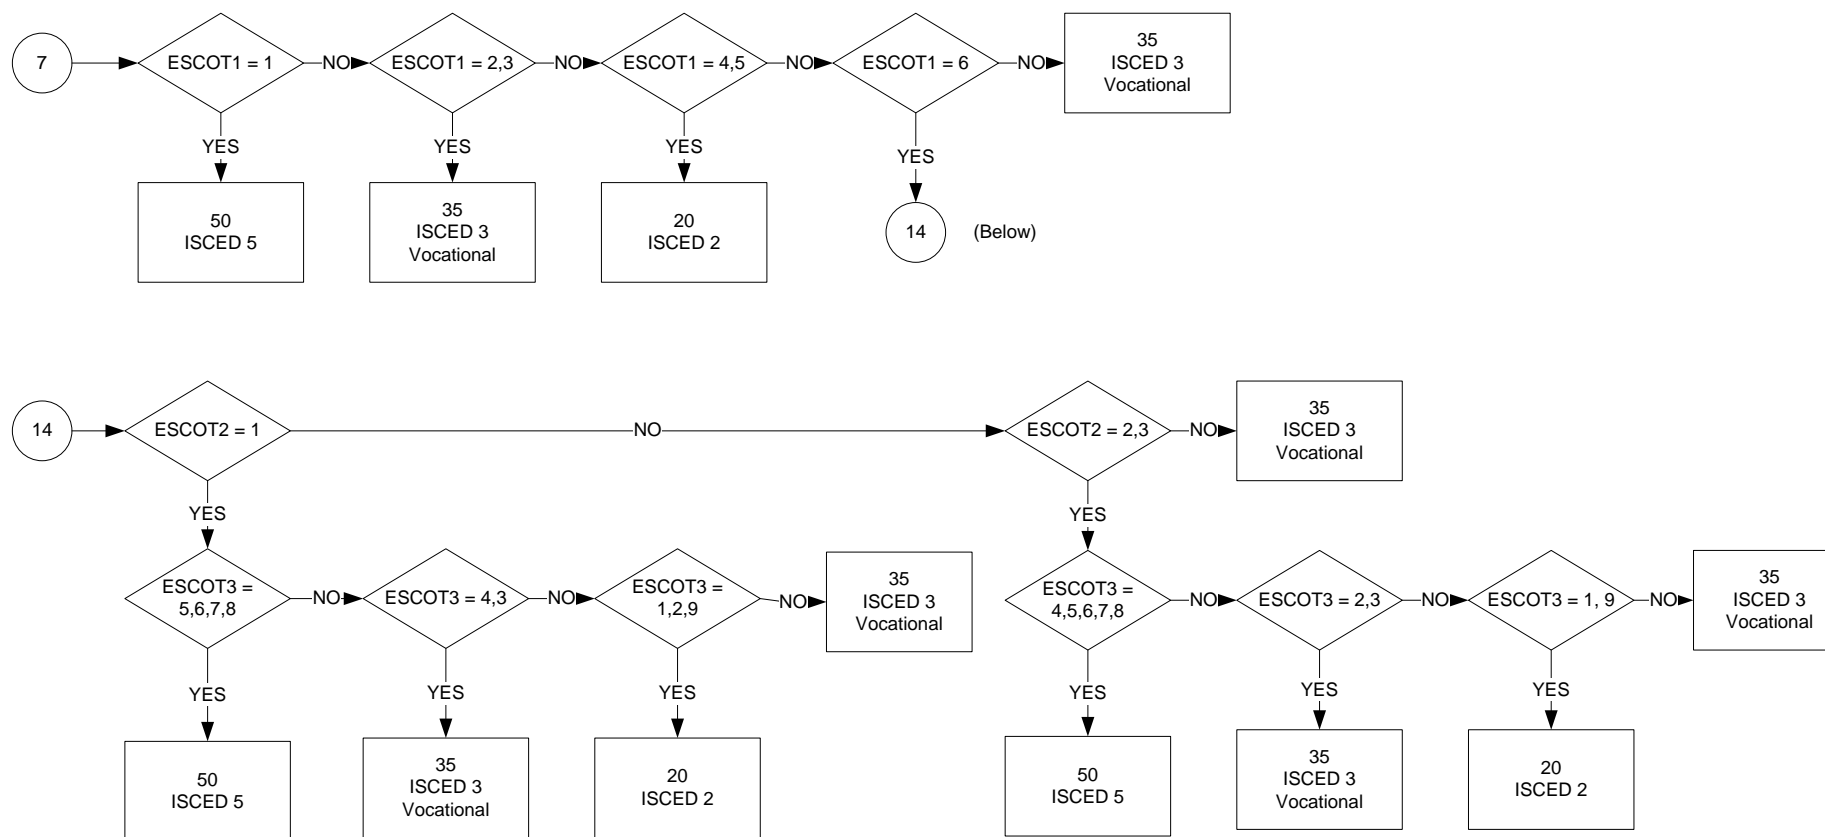 7
ESCOT1 = 1
NO
ESCOT1 = 2,3
NO
ESCOT1 = 4,5
NO
ESCOT1 = 6
NO
35
ISCED 3
Vocational
YES
YES
YES
YES
50
ISCED 5
35
ISCED 3
Vocational
20
ISCED 2
14
(Below)
14
ESCOT2 = 1
NO
ESCOT2 = 2,3
NO
35
ISCED 3
Vocational
YES
YES
ESCOT3 =
5,6,7,8
NO
ESCOT3 = 4,3
NO
ESCOT3 =
1,2,9
NO
35
ISCED 3
Vocational
ESCOT3 =
4,5,6,7,8
NO
ESCOT3 = 2,3
NO
ESCOT3 = 1, 9
NO
35
ISCED 3
Vocational
YES
YES
YES
YES
YES
YES
50
ISCED 5
35
ISCED 3
Vocational
20
ISCED 2
50
ISCED 5
35
ISCED 3
Vocational
20
ISCED 2